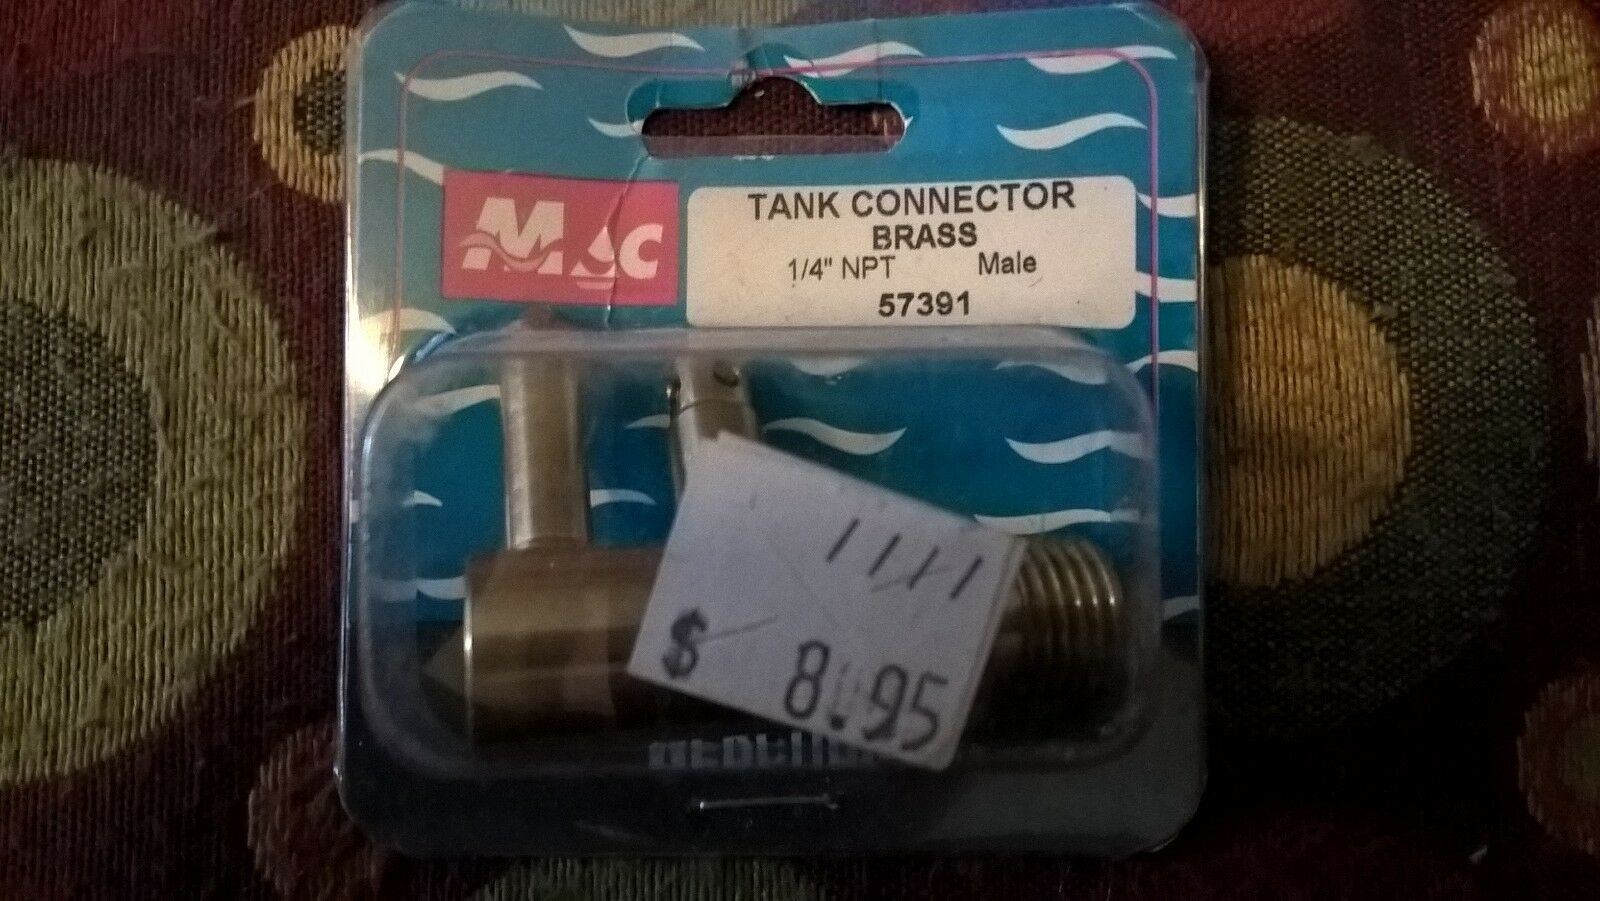 MAC
TANK CONNECTOR
BRASS
1/4" NPT Male
57391
1111
$ 8.95